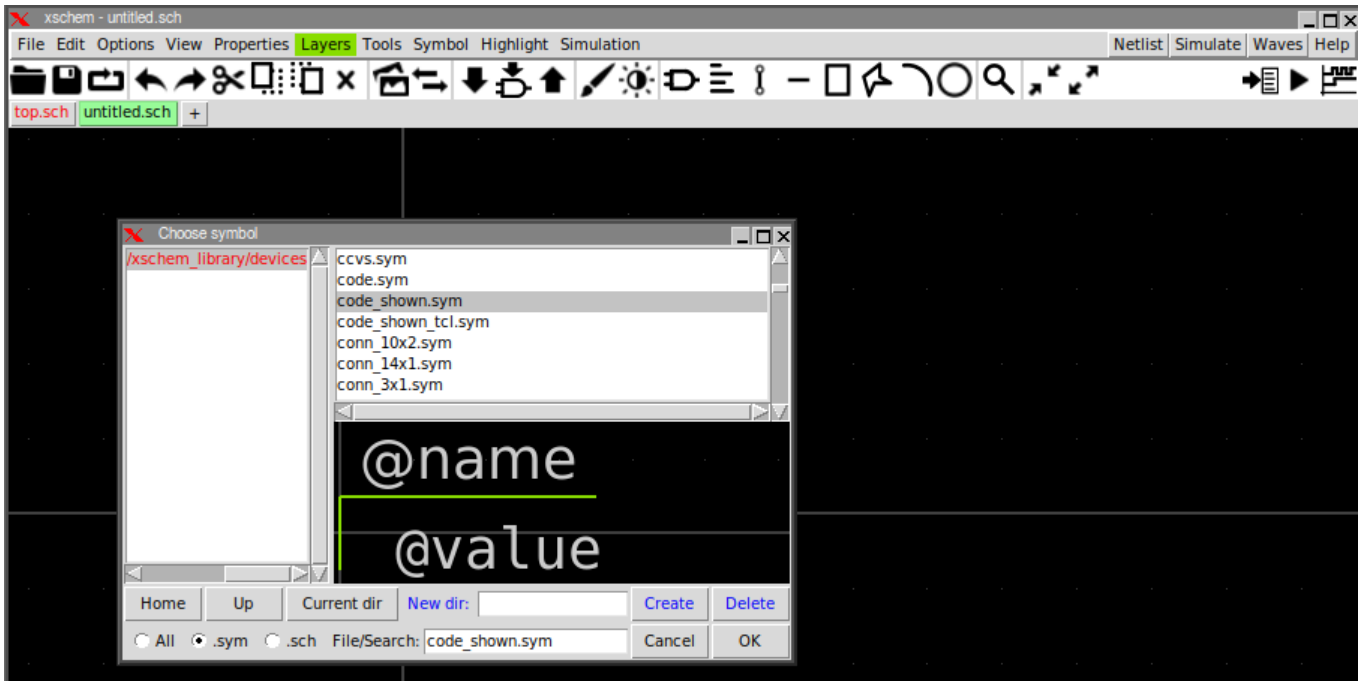 xschem - untitled.sch
File Edit Options View Properties Layers Tools Symbol Highlight Simulation Netlist Simulate Waves Help
top.sch untitled.sch +
Choose symbol
/xschem_library/devices
ccvs.sym
code.sym
code_shown.sym
code_shown_tcl.sym
conn_10x2.sym
conn_14x1.sym
conn_3x1.sym
@name
@value
Home Up Current dir New dir: Create Delete
All .sym .sch File/Search: code_shown.sym Cancel OK